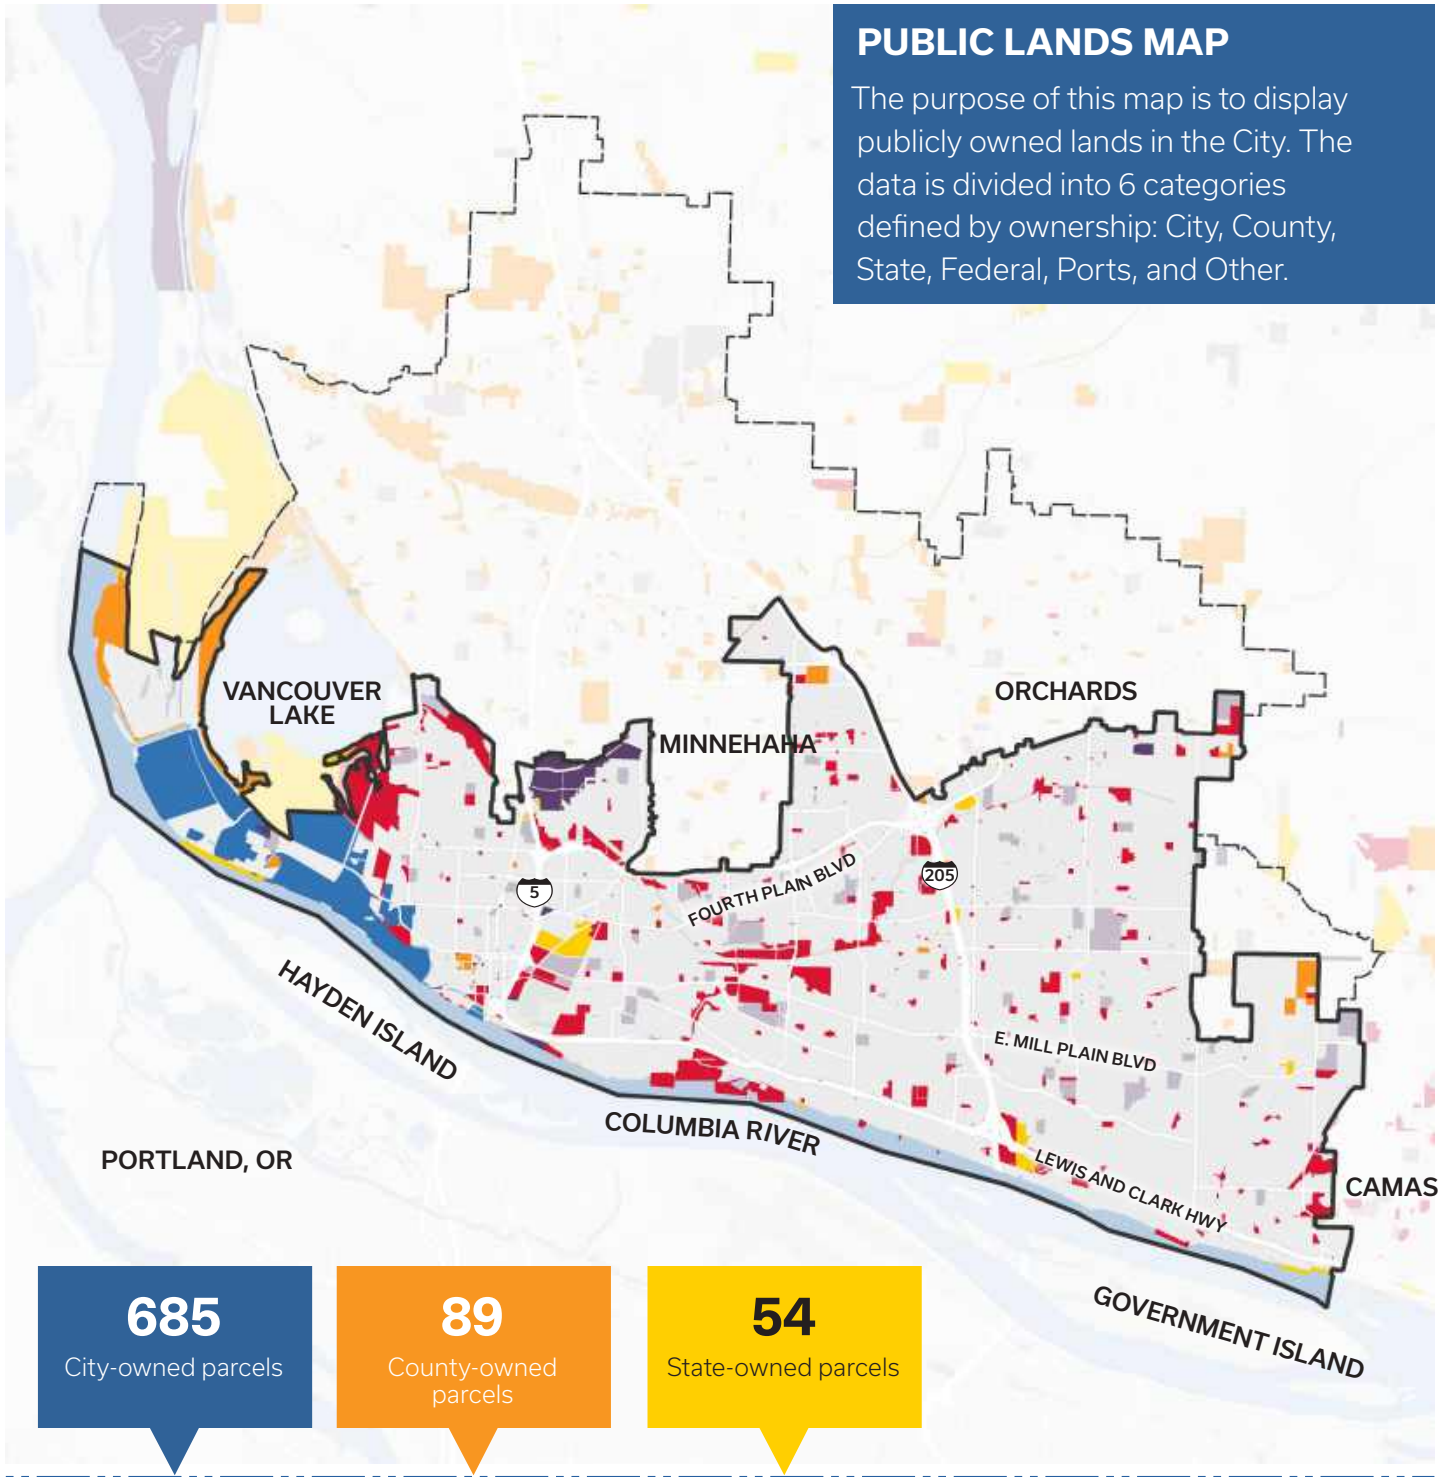 PUBLIC LANDS MAP
The purpose of this map is to display
publicly owned lands in the City. The
data is divided into 6 categories
defined by ownership: City, County,
State, Federal, Ports, and Other.
VANCOUVER
LAKE
ORCHARDS
MINNEHAHA
FOURTH PLAIN BLVD
205
5
HAYDEN ISLAND
E. MILL PLAIN BLVD
COLUMBIA RIVER
PORTLAND, OR
LEWIS AND CLARK HWY
CAMAS
GOVERNMENT ISLAND
685
City-owned parcels
89
County-owned
parcels
54
State-owned parcels